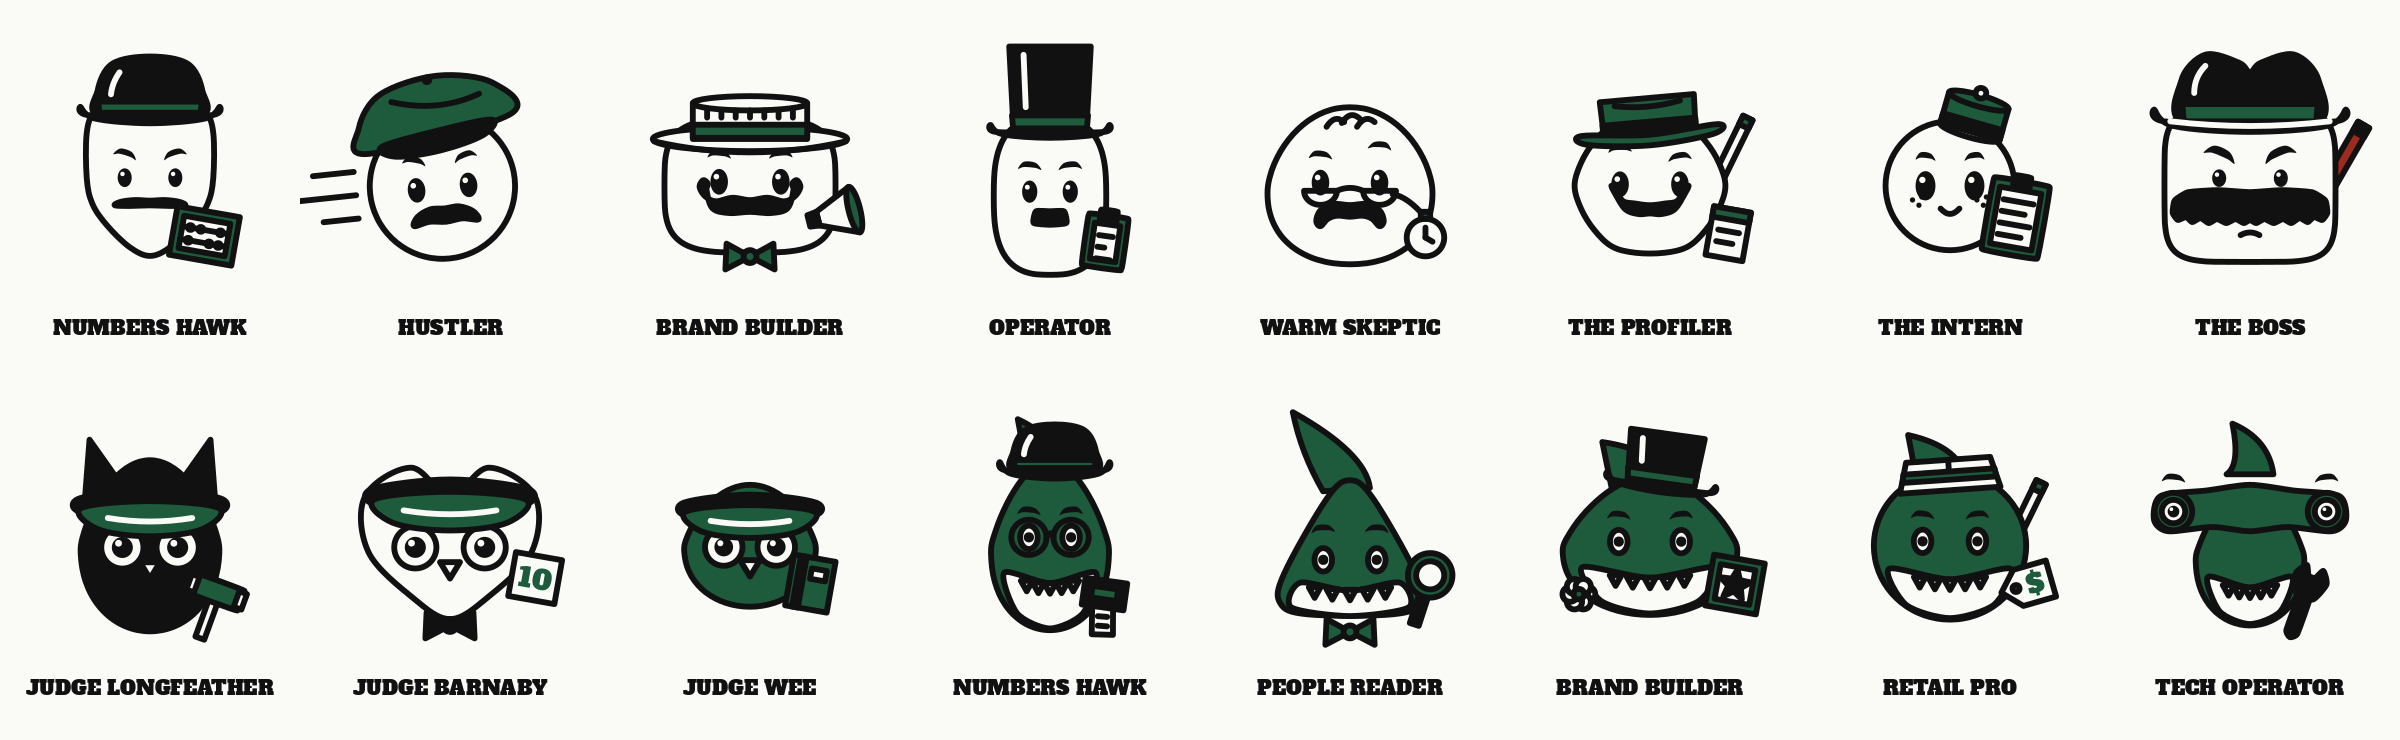 NUMBERS HAWK
HUSTLER
BRAND BUILDER
OPERATOR
WARM SKEPTIC
THE PROFILER
THE INTERN
THE BOSS
10
$
JUDGE LONGFEATHER
JUDGE BARNABY
JUDGE WEE
NUMBERS HAWK
PEOPLE READER
BRAND BUILDER
RETAIL PRO
TECH OPERATOR